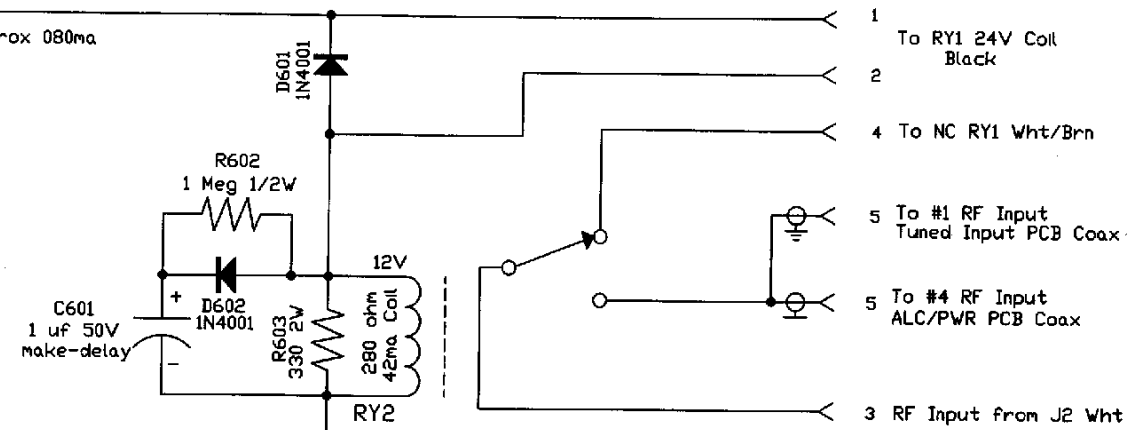 rox 080ma
D601
1N4001
1
To RY1 24V Coil
Black
2
4 To NC RY1 Wht/Brn
R602
1 Meg 1/2W
5 To #1 RF Input
Tuned Input PCB Coax
12V
+
C601
1 uf 50V
make-delay
-
D602
1N4001
R603
330 2W
280 ohm
42ma Coil
5 To #4 RF Input
ALC/PWR PCB Coax
RY2
3 RF Input from J2 Wht